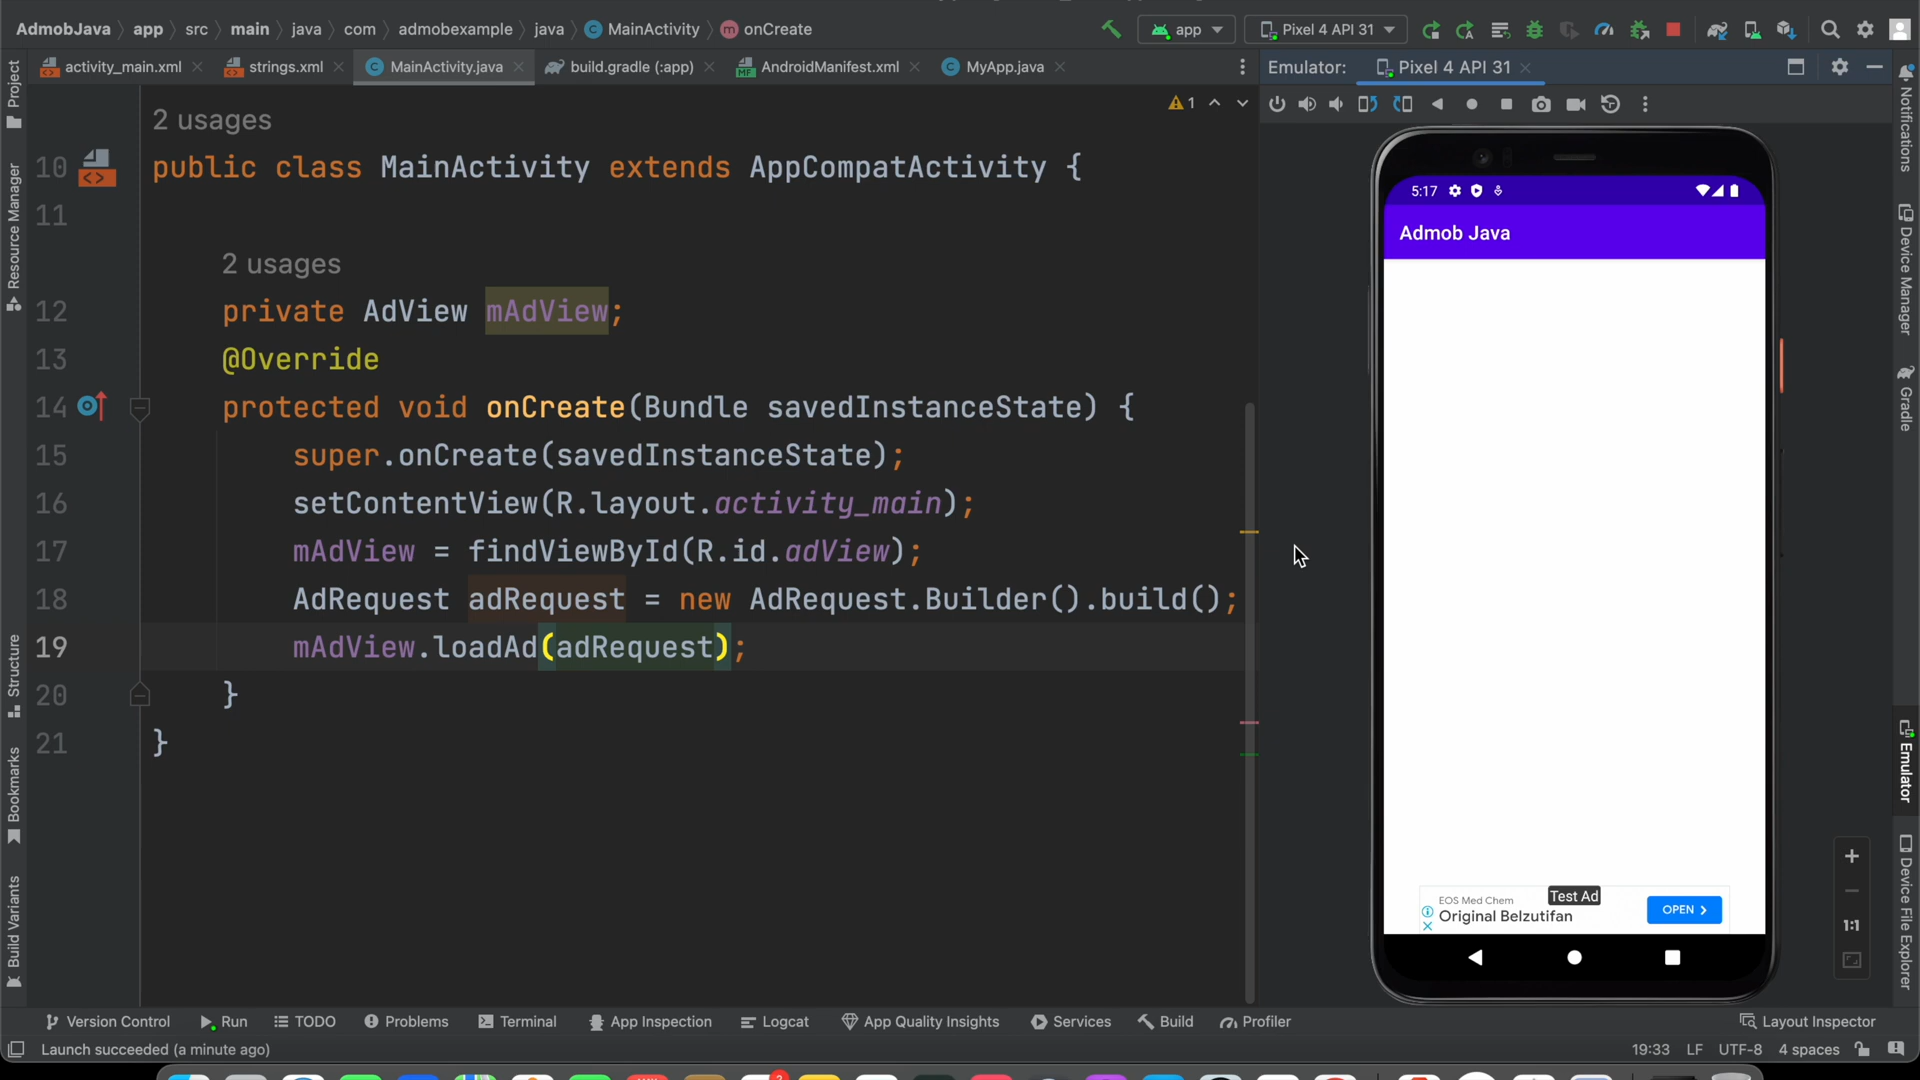 AdmobJava › app › src › main › java › com › admobexample › java › MainActivity › onCreate
app
Pixel 4 API 31
activity_main.xml
strings.xml
MainActivity.java
build.gradle (:app)
AndroidManifest.xml
MyApp.java
Emulator:
Pixel 4 API 31
1
2 usages
10 public class MainActivity extends AppCompatActivity {
11
2 usages
12 private AdView mAdView;
13 @Override
14 protected void onCreate(Bundle savedInstanceState) {
15 super.onCreate(savedInstanceState);
16 setContentView(R.layout.activity_main);
17 mAdView = findViewById(R.id.adView);
18 AdRequest adRequest = new AdRequest.Builder().build();
19 mAdView.loadAd(adRequest);
20 }
21 }
Project
Resource Manager
Structure
Bookmarks
Build Variants
5:17
Admob Java
Test Ad
EOS Med Chem
Original Belzutifan
OPEN
1:1
Notifications
Device Manager
Gradle
Emulator
Device File Explorer
Version Control
Run
TODO
Problems
Terminal
App Inspection
Logcat
App Quality Insights
Services
Build
Profiler
Layout Inspector
Launch succeeded (a minute ago)
19:33 LF UTF-8 4 spaces
2